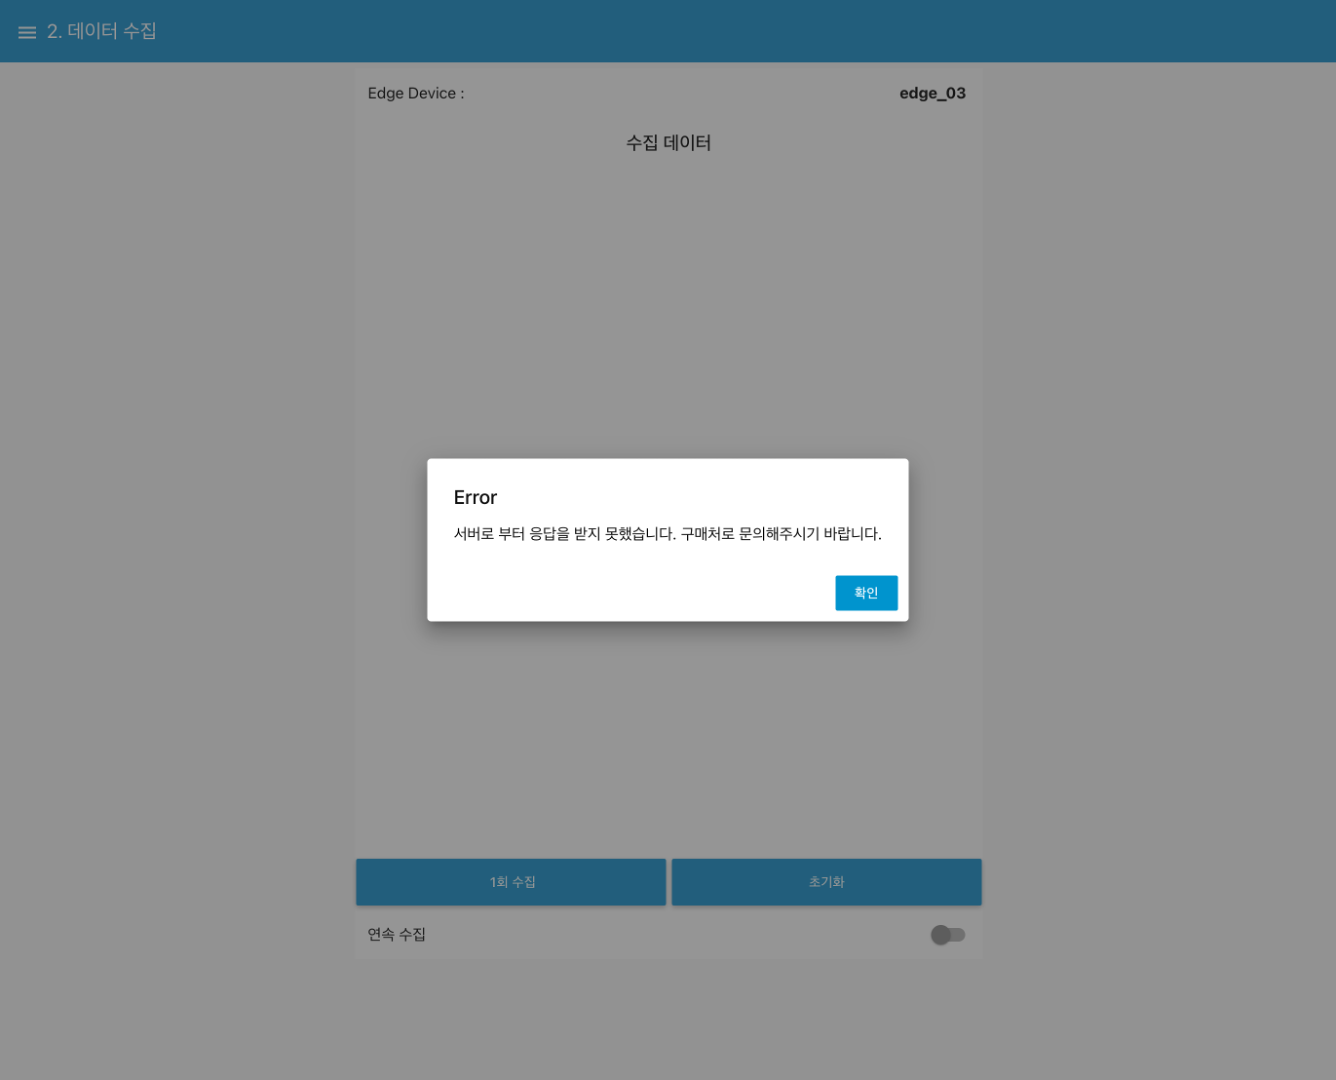 2. 데이터 수집
Edge Device : edge_03
수집 데이터
Error
서버로 부터 응답을 받지 못했습니다. 구매처로 문의해주시기 바랍니다.
확인
1회 수집 초기화
연속 수집